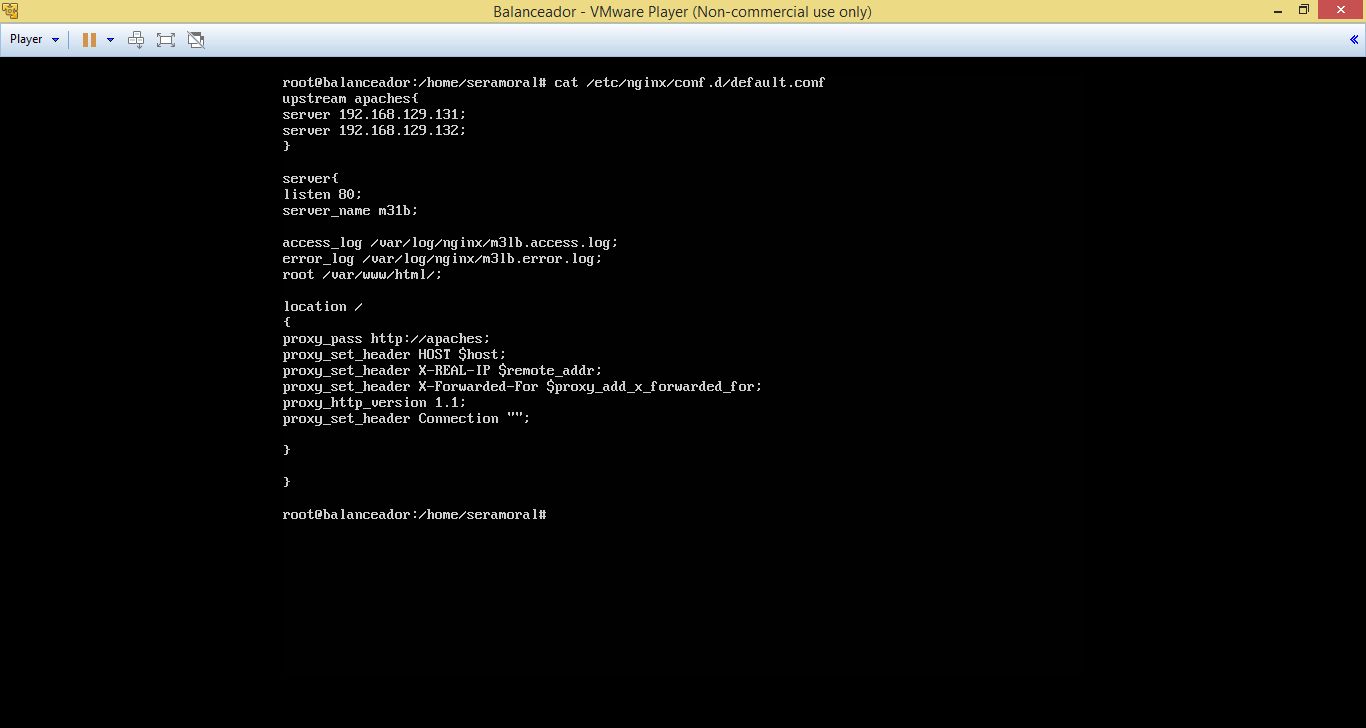 Balanceador - VMware Player (Non-commercial use only)
Player
root@balanceador:/home/seramoral# cat /etc/nginx/conf.d/default.conf
upstream apaches{
server 192.168.129.131;
server 192.168.129.132;
}
server{
listen 80;
server_name m31b;
access_log /var/log/nginx/m3lb.access.log;
error_log /var/log/nginx/m3lb.error.log;
root /var/www/html/;
location /
{
proxy_pass http://apaches;
proxy_set_header HOST $host;
proxy_set_header X-REAL-IP $remote_addr;
proxy_set_header X-Forwarded-For $proxy_add_x_forwarded_for;
proxy_http_version 1.1;
proxy_set_header Connection "";
}
}
root@balanceador:/home/seramoral#